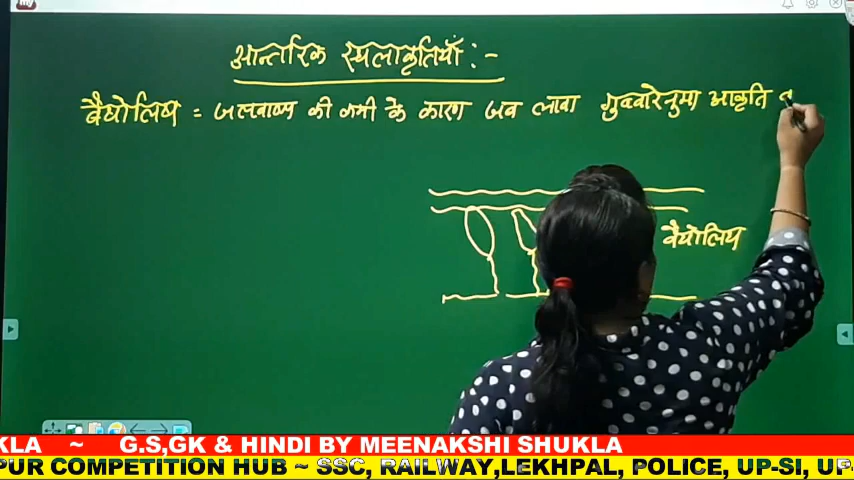 my
आन्तरिक स्थलाकृतियाँ :-
बैथोलिथ = जलवाष्प की कमी के कारण जब लावा गुब्बारेनुमा आकृति
बैथोलिथ
KLA ~ G.S,GK & HINDI BY MEENAKSHI SHUKLA
PUR COMPETITION HUB ~ SSC, RAILWAY,LEKHPAL, POLICE, UP-SI, UP-